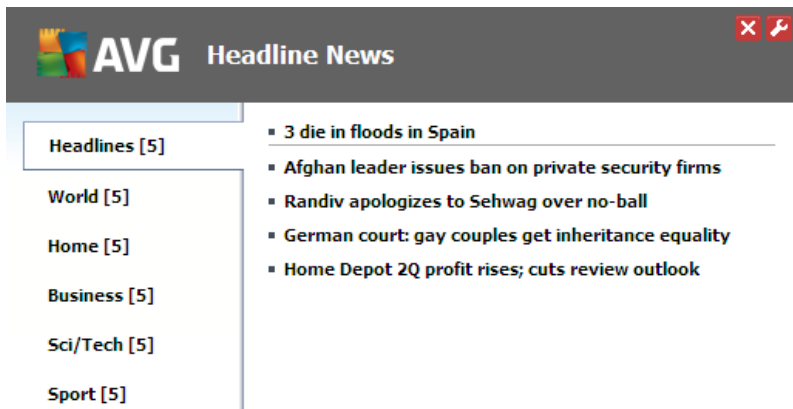 AVG Headline News
Headlines [5]
World [5]
Home [5]
Business [5]
Sci/Tech [5]
Sport [5]
3 die in floods in Spain
Afghan leader issues ban on private security firms
Randiv apologizes to Sehwag over no-ball
German court: gay couples get inheritance equality
Home Depot 2Q profit rises; cuts review outlook